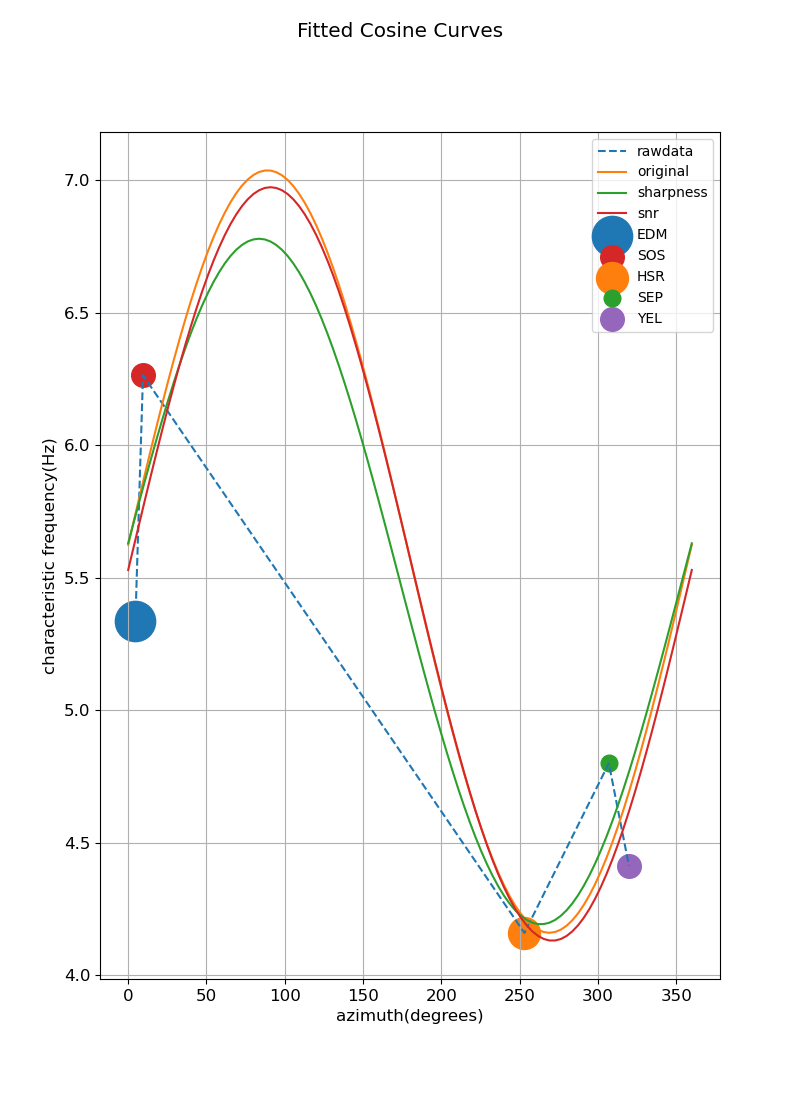 Fitted Cosine Curves
rawdata
original
sharpness
snr
EDM
SOS
HSR
SEP
YEL
7.0
6.5
6.0
5.5
5.0
4.5
4.0
characteristic frequency(Hz)
0 50 100 150 200 250 300 350
azimuth(degrees)